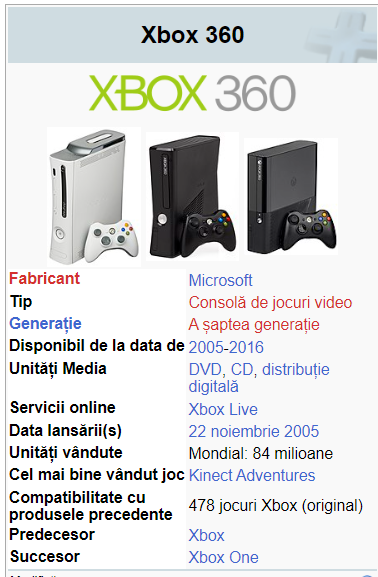 Xbox 360
XBOX 360
Fabricant Microsoft
Tip Consolă de jocuri video
Generație A șaptea generație
Disponibil de la data de 2005-2016
Unități Media DVD, CD, distribuție
digitală
Servicii online Xbox Live
Data lansării(s) 22 noiembrie 2005
Unități vândute Mondial: 84 milioane
Cel mai bine vândut joc Kinect Adventures
Compatibilitate cu
produsele precedente 478 jocuri Xbox (original)
Predecesor Xbox
Succesor Xbox One